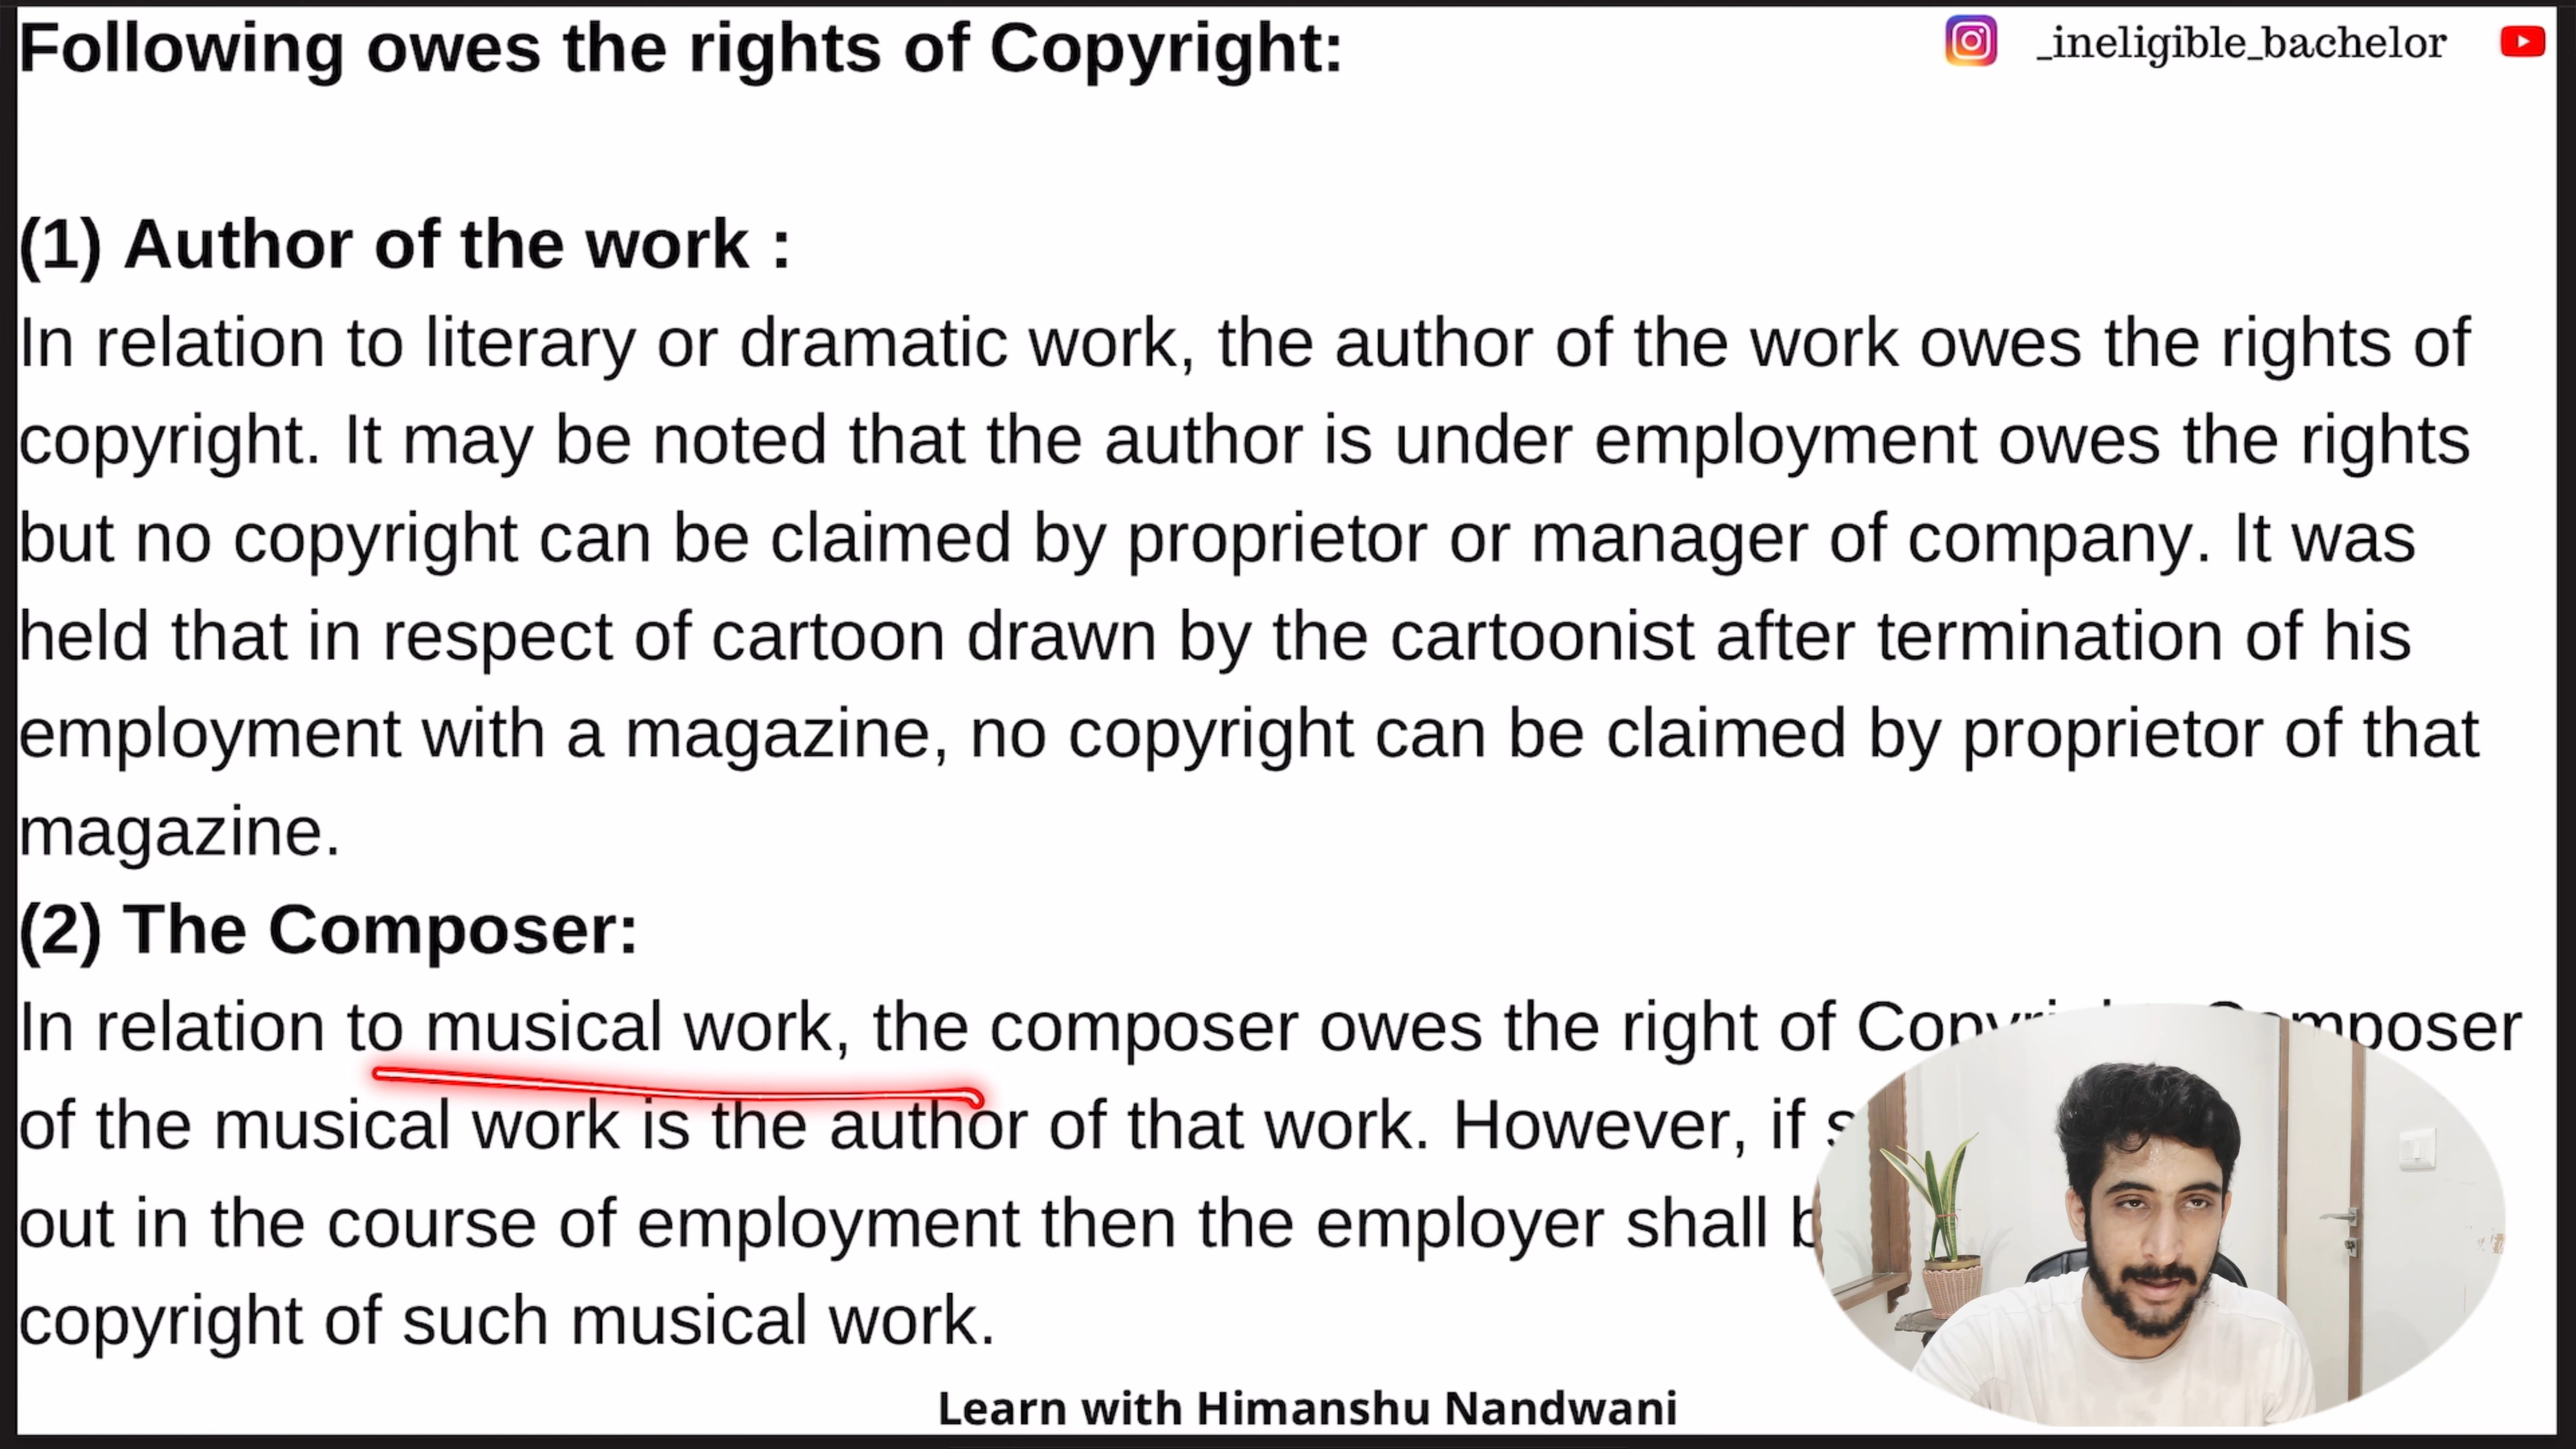 Following owes the rights of Copyright:
_ineligible_bachelor
(1) Author of the work :
In relation to literary or dramatic work, the author of the work owes the rights of
copyright. It may be noted that the author is under employment owes the rights
but no copyright can be claimed by proprietor or manager of company. It was
held that in respect of cartoon drawn by the cartoonist after termination of his
employment with a magazine, no copyright can be claimed by proprietor of that
magazine.
(2) The Composer:
In relation to musical work, the composer owes the right of
of the musical work is the author of that work. However, if
out in the course of employment then the employer shall
copyright of such musical work.
Learn with Himanshu Nandwani